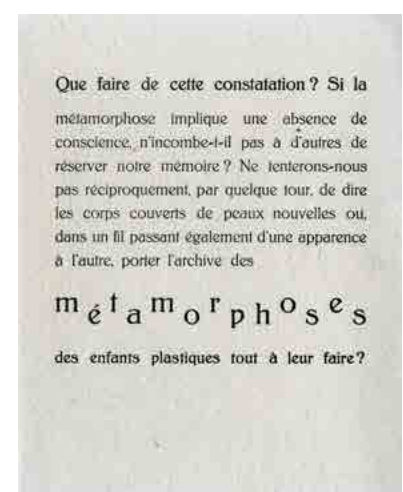 Que faire de cette constatation ? Si la
métamorphose implique une absence de
conscience, n'incombe-t-il pas à d'autres de
réserver notre mémoire ? Ne tenterons-nous
pas réciproquement, par quelque tour, de dire
les corps couverts de peaux nouvelles ou,
dans un fil passant également d'une apparence
à l'autre, porter l'archive des
métamorphoses
des enfants plastiques tout à leur faire ?